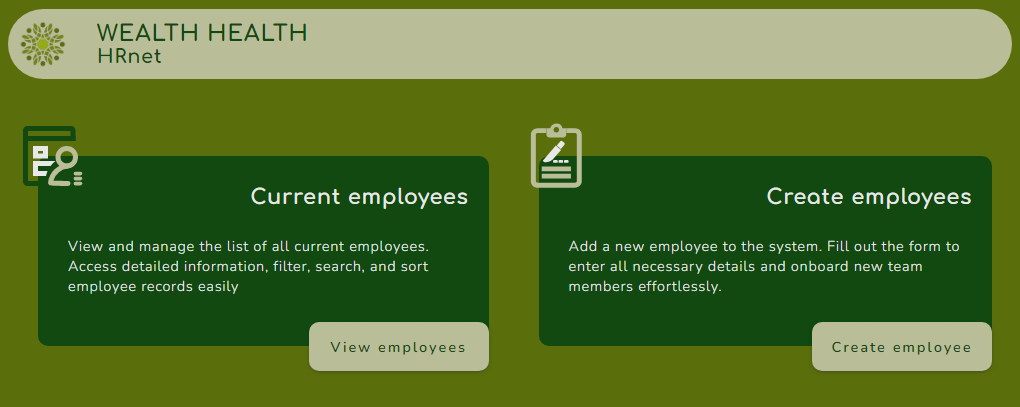 WEALTH HEALTH
HRnet
Current employees
View and manage the list of all current employees.
Access detailed information, filter, search, and sort
employee records easily
View employees
Create employees
Add a new employee to the system. Fill out the form to
enter all necessary details and onboard new team
members effortlessly.
Create employee